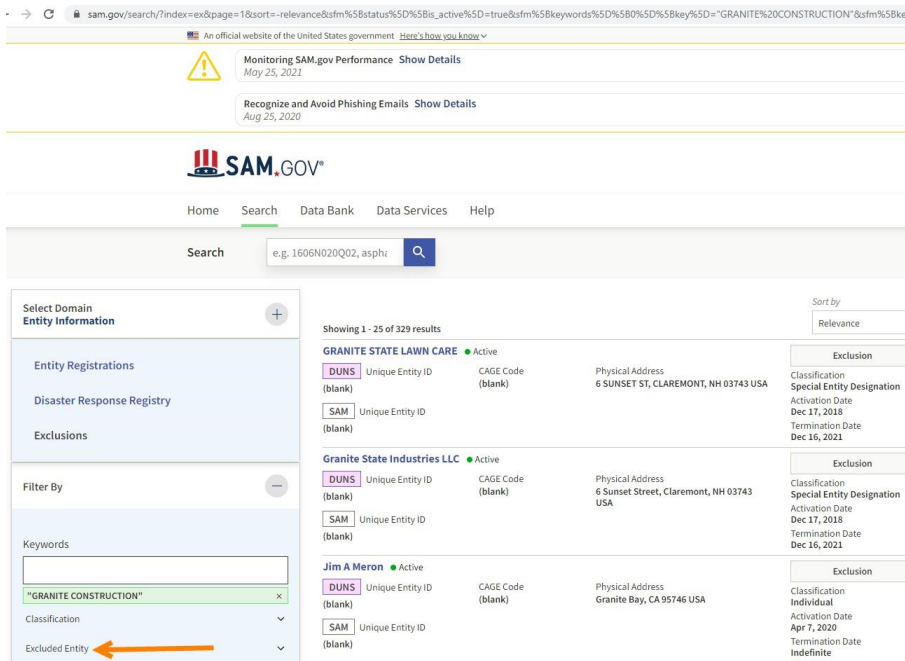 sam.gov/search/?index=ex&page=1&sort=-relevance&sfm%5Bstatus%5D%5Bis_active%5D=true&sfm%5Bkeywords%5D%5B0%5D%5Bkey%5D="GRANITE%20CONSTRUCTION"&sfm%5Bke
An official website of the United States government Here's how you know
Monitoring SAM.gov Performance Show Details
May 25, 2021
Recognize and Avoid Phishing Emails Show Details
Aug 25, 2020
SAM.GOV®
Home Search Data Bank Data Services Help
Search e.g. 1606N020Q02, aspha
Select Domain
Entity Information
Entity Registrations
Disaster Response Registry
Exclusions
Filter By
Keywords
"GRANITE CONSTRUCTION" ×
Classification
Excluded Entity
Sort by
Relevance
Showing 1 - 25 of 329 results
GRANITE STATE LAWN CARE Active
DUNS Unique Entity ID
(blank)
SAM Unique Entity ID
(blank)
CAGE Code
(blank)
Physical Address
6 SUNSET ST, CLAREMONT, NH 03743 USA
Exclusion
Classification
Special Entity Designation
Activation Date
Dec 17, 2018
Termination Date
Dec 16, 2021
Granite State Industries LLC Active
DUNS Unique Entity ID
(blank)
SAM Unique Entity ID
(blank)
CAGE Code
(blank)
Physical Address
6 Sunset Street, Claremont, NH 03743
USA
Exclusion
Classification
Special Entity Designation
Activation Date
Dec 17, 2018
Termination Date
Dec 16, 2021
Jim A Meron Active
DUNS Unique Entity ID
(blank)
SAM Unique Entity ID
(blank)
CAGE Code
(blank)
Physical Address
Granite Bay, CA 95746 USA
Exclusion
Classification
Individual
Activation Date
Apr 7, 2020
Termination Date
Indefinite